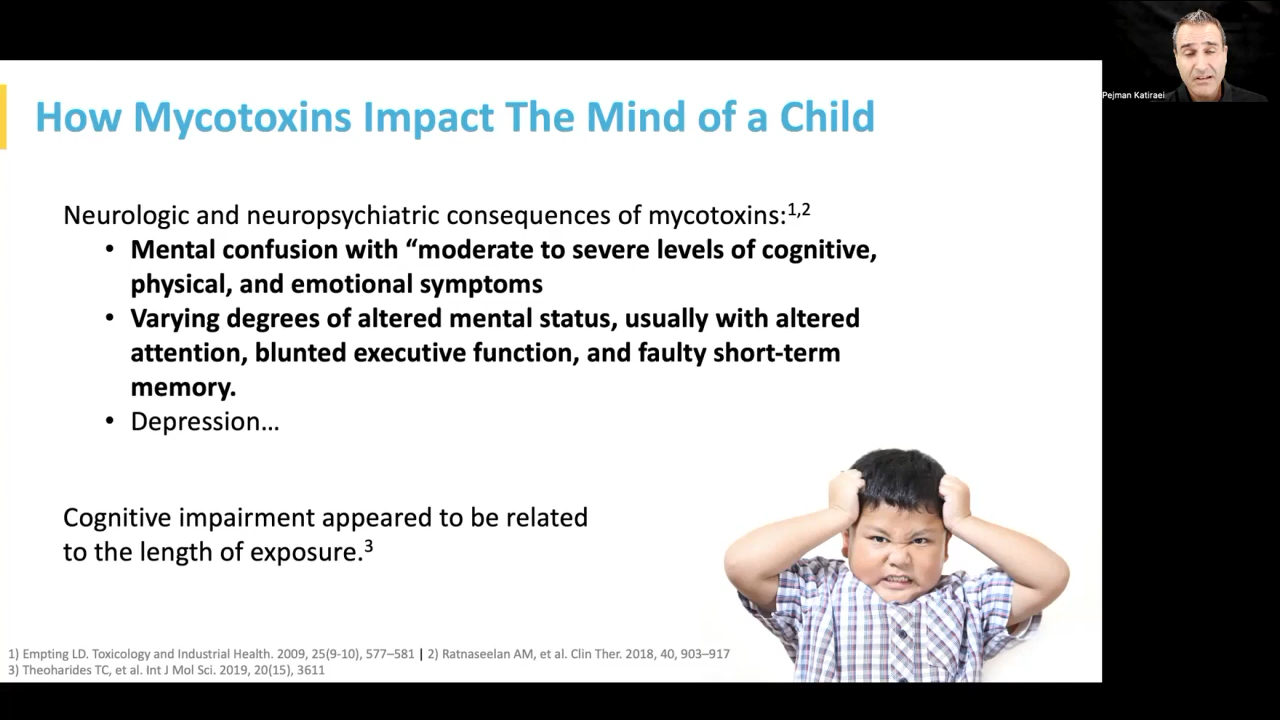 How Mycotoxins Impact The Mind of a Child
Pejman Katiraei
Neurologic and neuropsychiatric consequences of mycotoxins:1,2
• Mental confusion with “moderate to severe levels of cognitive,
physical, and emotional symptoms
• Varying degrees of altered mental status, usually with altered
attention, blunted executive function, and faulty short-term
memory.
• Depression…
Cognitive impairment appeared to be related
to the length of exposure.3
1) Empting LD. Toxicology and Industrial Health. 2009, 25(9-10), 577–581 | 2) Ratnaseelan AM, et al. Clin Ther. 2018, 40, 903–917
3) Theoharides TC, et al. Int J Mol Sci. 2019, 20(15), 3611